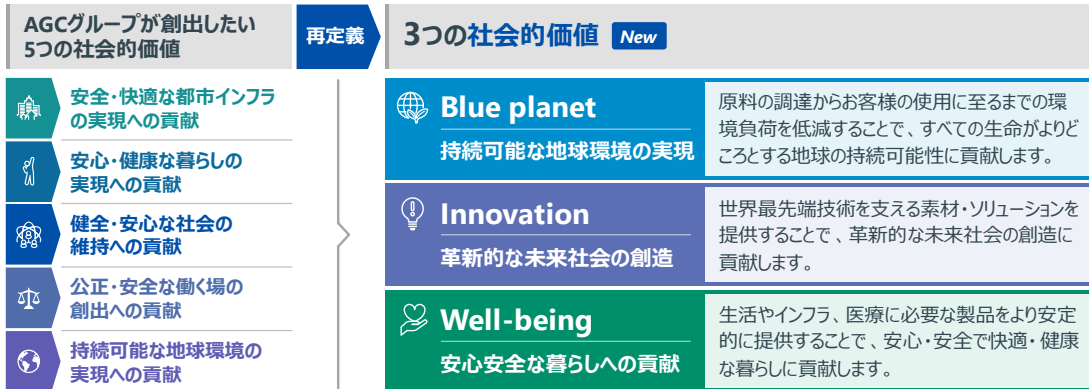 AGCグループが創出したい
5つの社会的価値
再定義
3つの社会的価値 New
安全・快適な都市インフラ
の実現への貢献
安心・健康な暮らしの
実現への貢献
健全・安心な社会の
維持への貢献
公正・安全な働く場の
創出への貢献
持続可能な地球環境の
実現への貢献
Blue planet
持続可能な地球環境の実現
原料の調達からお客様の使用に至るまでの環
境負荷を低減することで、すべての生命がよりど
ころとする地球の持続可能性に貢献します。
Innovation
革新的な未来社会の創造
世界最先端技術を支える素材・ソリューションを
提供することで、革新的な未来社会の創造に
貢献します。
Well-being
安心安全な暮らしへの貢献
生活やインフラ、医療に必要な製品をより安定
的に提供することで、安心・安全で快適・健康
な暮らしに貢献します。